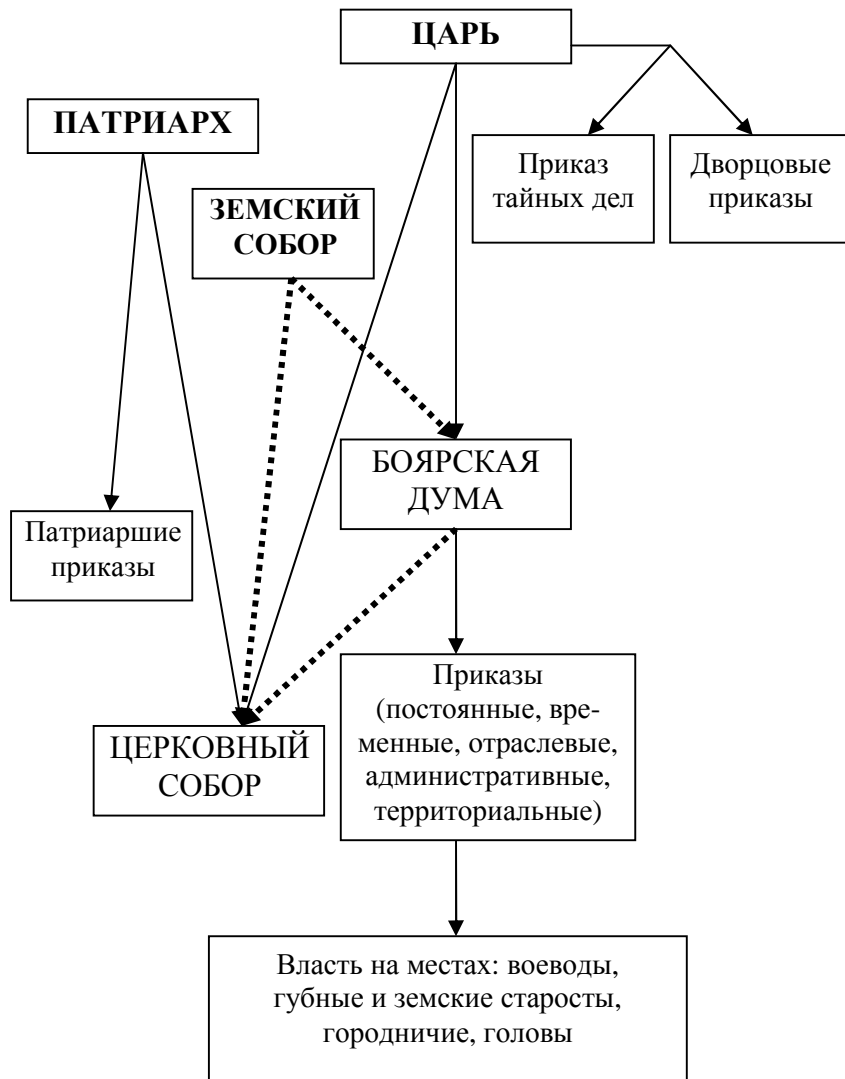 ЦАРЬ
ПАТРИАРХ
Приказ
тайных дел
Дворцовые
приказы
ЗЕМСКИЙ
СОБОР
БОЯРСКАЯ
ДУМА
Патриаршие
приказы
Приказы
(постоянные, вре-
менные, отраслевые,
административные,
территориальные)
ЦЕРКОВНЫЙ
СОБОР
Власть на местах: воеводы,
губные и земские старосты,
городничие, головы